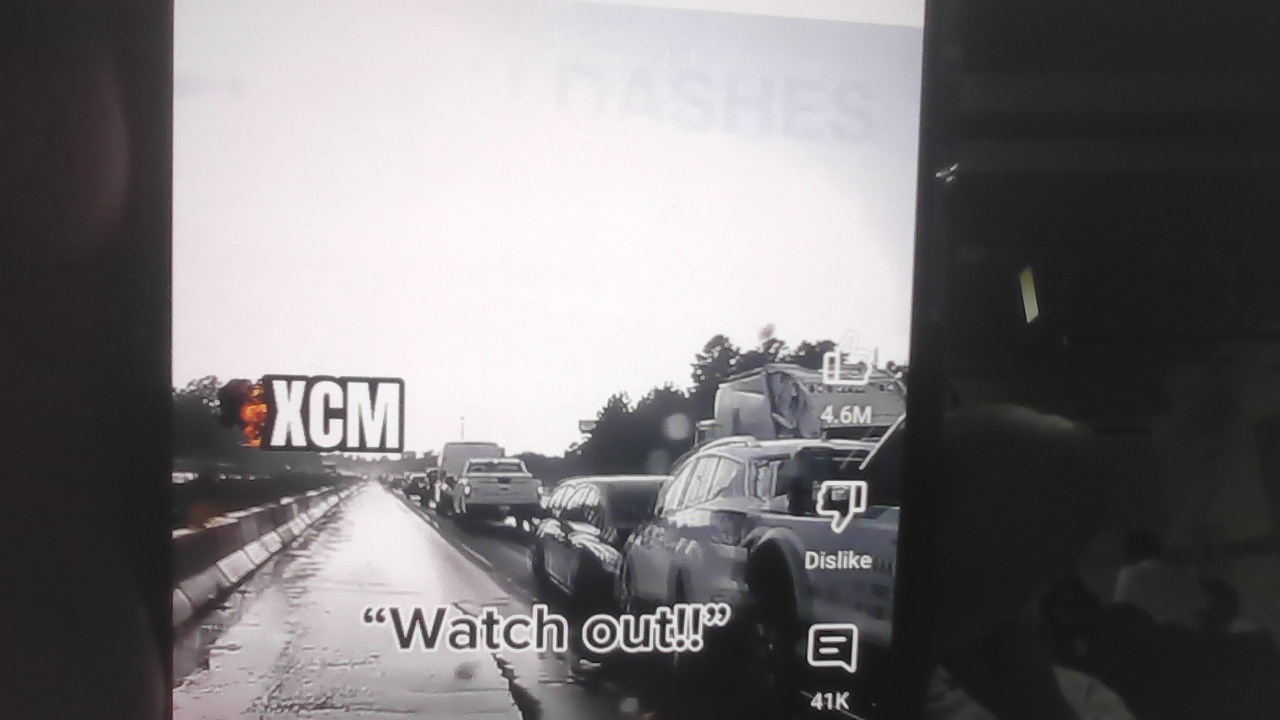 DASHES
XCM
4.6M
Dislike
“Watch out!!”
41K